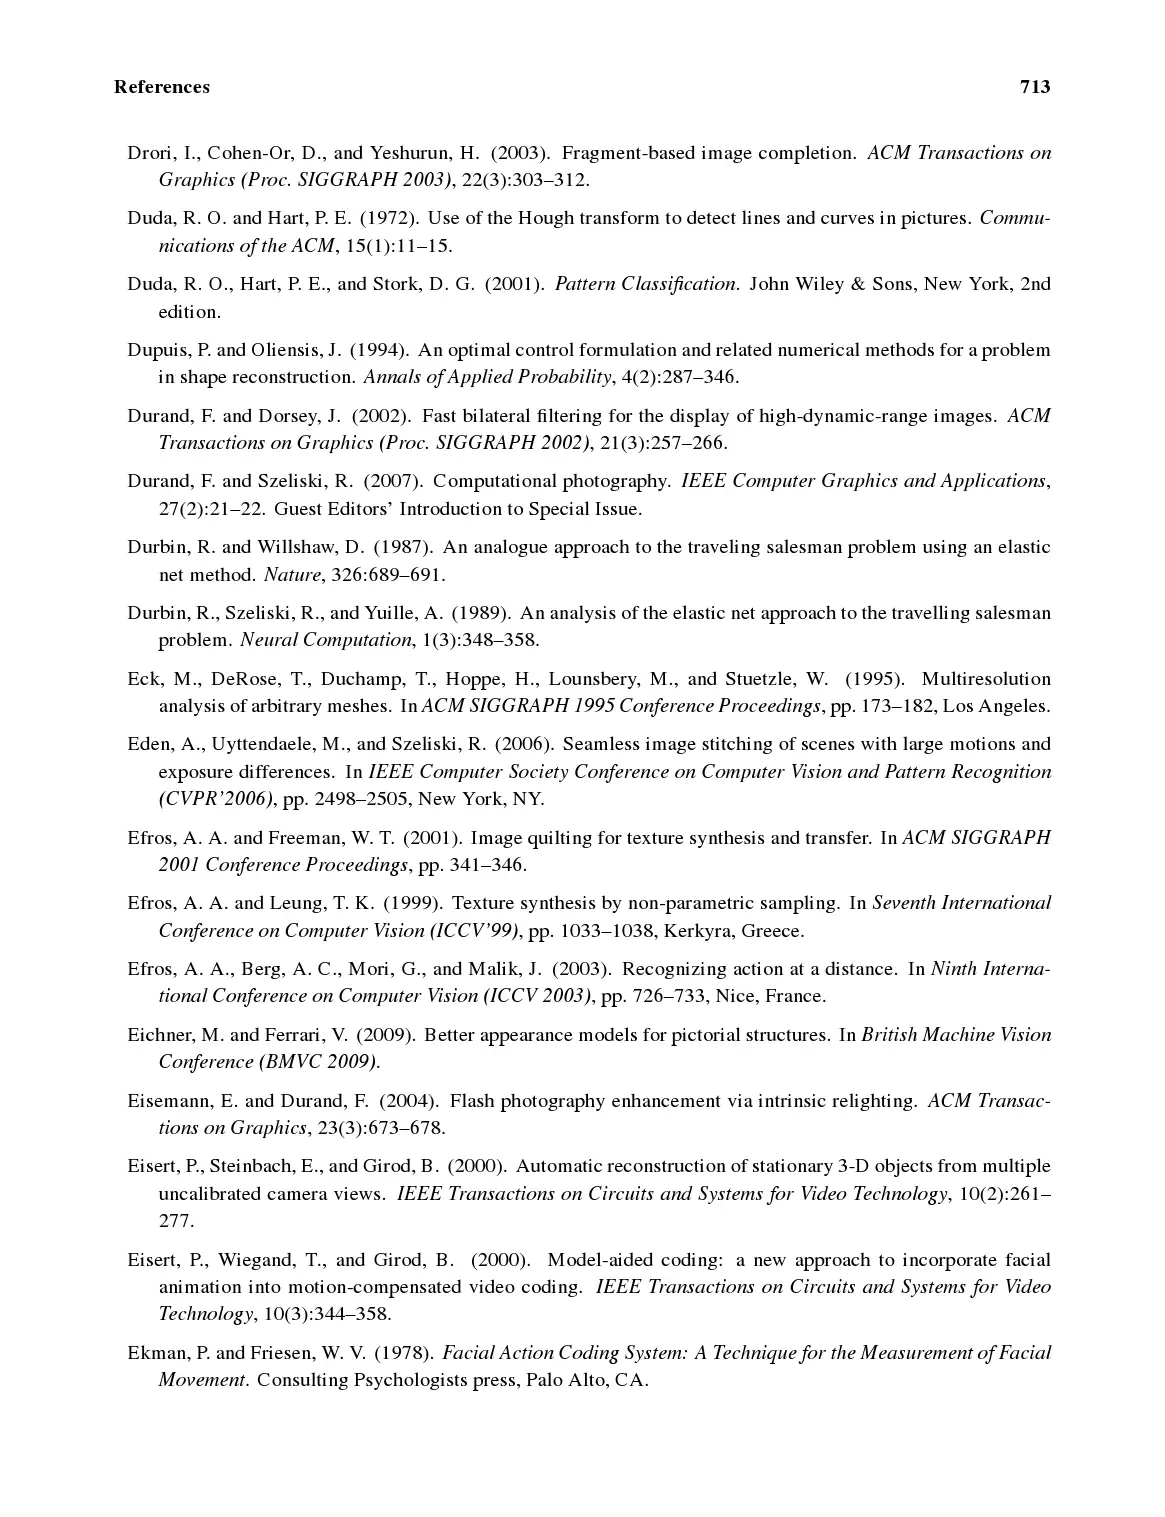 References 713
Drori, I., Cohen-Or, D., and Yeshurun, H. (2003). Fragment-based image completion. ACM Transactions on
Graphics (Proc. SIGGRAPH 2003), 22(3):303–312.
Duda, R. O. and Hart, P. E. (1972). Use of the Hough transform to detect lines and curves in pictures. Commu-
nications of the ACM, 15(1):11–15.
Duda, R. O., Hart, P. E., and Stork, D. G. (2001). Pattern Classification. John Wiley & Sons, New York, 2nd
edition.
Dupuis, P. and Oliensis, J. (1994). An optimal control formulation and related numerical methods for a problem
in shape reconstruction. Annals of Applied Probability, 4(2):287–346.
Durand, F. and Dorsey, J. (2002). Fast bilateral filtering for the display of high-dynamic-range images. ACM
Transactions on Graphics (Proc. SIGGRAPH 2002), 21(3):257–266.
Durand, F. and Szeliski, R. (2007). Computational photography. IEEE Computer Graphics and Applications,
27(2):21–22. Guest Editors’ Introduction to Special Issue.
Durbin, R. and Willshaw, D. (1987). An analogue approach to the traveling salesman problem using an elastic
net method. Nature, 326:689–691.
Durbin, R., Szeliski, R., and Yuille, A. (1989). An analysis of the elastic net approach to the travelling salesman
problem. Neural Computation, 1(3):348–358.
Eck, M., DeRose, T., Duchamp, T., Hoppe, H., Lounsbery, M., and Stuetzle, W. (1995). Multiresolution
analysis of arbitrary meshes. In ACM SIGGRAPH 1995 Conference Proceedings, pp. 173–182, Los Angeles.
Eden, A., Uyttendaele, M., and Szeliski, R. (2006). Seamless image stitching of scenes with large motions and
exposure differences. In IEEE Computer Society Conference on Computer Vision and Pattern Recognition
(CVPR’2006), pp. 2498–2505, New York, NY.
Efros, A. A. and Freeman, W. T. (2001). Image quilting for texture synthesis and transfer. In ACM SIGGRAPH
2001 Conference Proceedings, pp. 341–346.
Efros, A. A. and Leung, T. K. (1999). Texture synthesis by non-parametric sampling. In Seventh International
Conference on Computer Vision (ICCV’99), pp. 1033–1038, Kerkyra, Greece.
Efros, A. A., Berg, A. C., Mori, G., and Malik, J. (2003). Recognizing action at a distance. In Ninth Interna-
tional Conference on Computer Vision (ICCV 2003), pp. 726–733, Nice, France.
Eichner, M. and Ferrari, V. (2009). Better appearance models for pictorial structures. In British Machine Vision
Conference (BMVC 2009).
Eisemann, E. and Durand, F. (2004). Flash photography enhancement via intrinsic relighting. ACM Transac-
tions on Graphics, 23(3):673–678.
Eisert, P., Steinbach, E., and Girod, B. (2000). Automatic reconstruction of stationary 3-D objects from multiple
uncalibrated camera views. IEEE Transactions on Circuits and Systems for Video Technology, 10(2):261–
277.
Eisert, P., Wiegand, T., and Girod, B. (2000). Model-aided coding: a new approach to incorporate facial
animation into motion-compensated video coding. IEEE Transactions on Circuits and Systems for Video
Technology, 10(3):344–358.
Ekman, P. and Friesen, W. V. (1978). Facial Action Coding System: A Technique for the Measurement of Facial
Movement. Consulting Psychologists press, Palo Alto, CA.